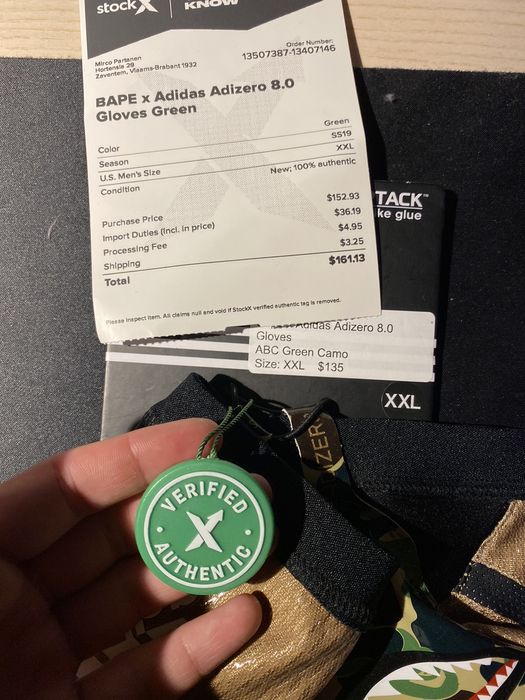 stockX
KNOW
Mirco Partanen
Hortensia 29
Zaventem, Vlaams-Brabant 1932
Order Number:
13507387-13407146
BAPE x Adidas Adizero 8.0
Gloves Green
Color Green
Season SS19
U.S. Men's Size XXL
Condition New; 100% authentic
Purchase Price $152.93
Import Duties (Incl. in price) $36.19
Processing Fee $4.95
Shipping $3.25
Total $161.13
Please inspect item. All claims null and void if StockX verified authentic tag is removed.
TACK™
ke glue
Adidas Adizero 8.0
Gloves
ABC Green Camo
Size: XXL $135
XXL
IZER
VERIFIED
X
AUTHENTIC